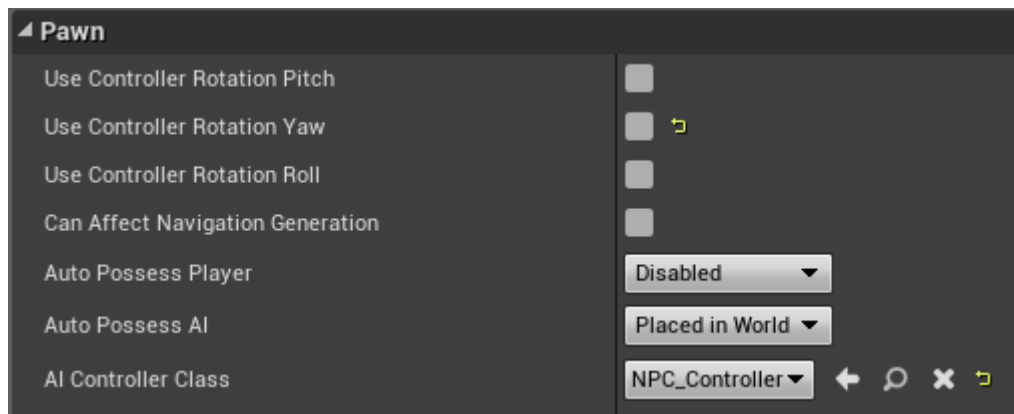 Pawn
Use Controller Rotation Pitch
Use Controller Rotation Yaw
Use Controller Rotation Roll
Can Affect Navigation Generation
Auto Possess Player Disabled
Auto Possess AI Placed in World
AI Controller Class NPC_Controller